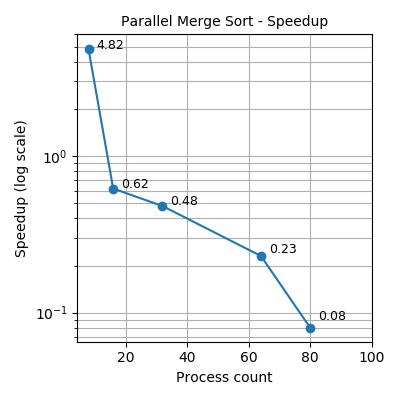 Parallel Merge Sort - Speedup
4.82
0.62
0.48
0.23
0.08
10⁰
10⁻¹
Speedup (log scale)
20 40 60 80 100
Process count